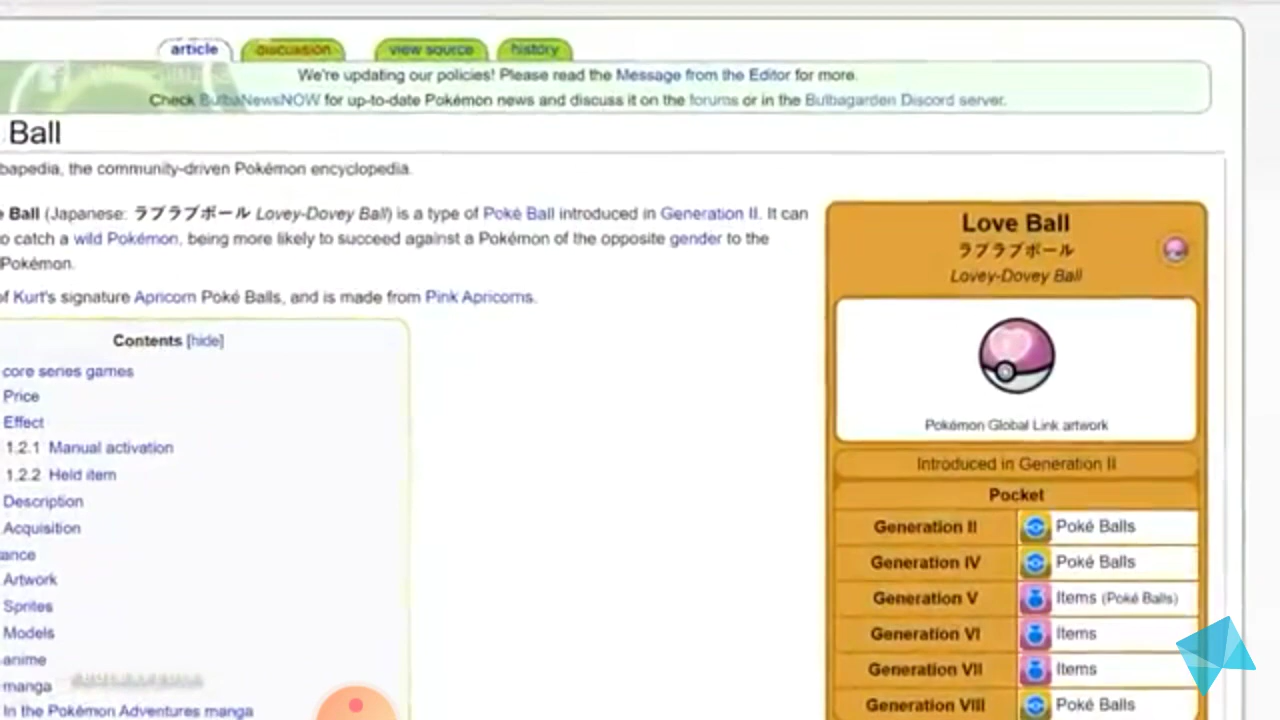 article
discussion
view source
history
We're updating our policies! Please read the Message from the Editor for more.
Check BulbaNewsNOW for up-to-date Pokémon news and discuss it on the forums or in the Bulbagarden Discord server.
Ball
bapedia, the community-driven Pokémon encyclopedia.
e Ball (Japanese: ラブラブボール Lovey-Dovey Ball) is a type of Poké Ball introduced in Generation II. It can
o catch a wild Pokémon, being more likely to succeed against a Pokémon of the opposite gender to the
Pokémon.
of Kurt's signature Apricorn Poké Balls, and is made from Pink Apricorns.
Contents [hide]
core series games
Price
Effect
1.2.1 Manual activation
1.2.2 Held item
Description
Acquisition
ance
Artwork
Sprites
Models
anime
manga
In the Pokémon Adventures manga
Love Ball
ラブラブボール
Lovey-Dovey Ball
Pokémon Global Link artwork
Introduced in Generation II
Pocket
Generation II Poké Balls
Generation IV Poké Balls
Generation V Items (Poké Balls)
Generation VI Items
Generation VII Items
Generation VIII Poké Balls